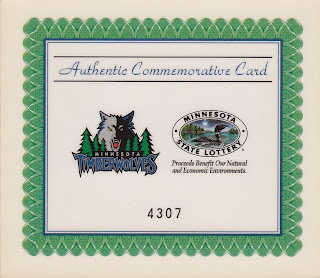 Authentic Commemorative Card
MINNESOTA
TIMBERWOLVES
MINNESOTA
STATE LOTTERY
Proceeds Benefit Our Natural
and Economic Environments.
4307